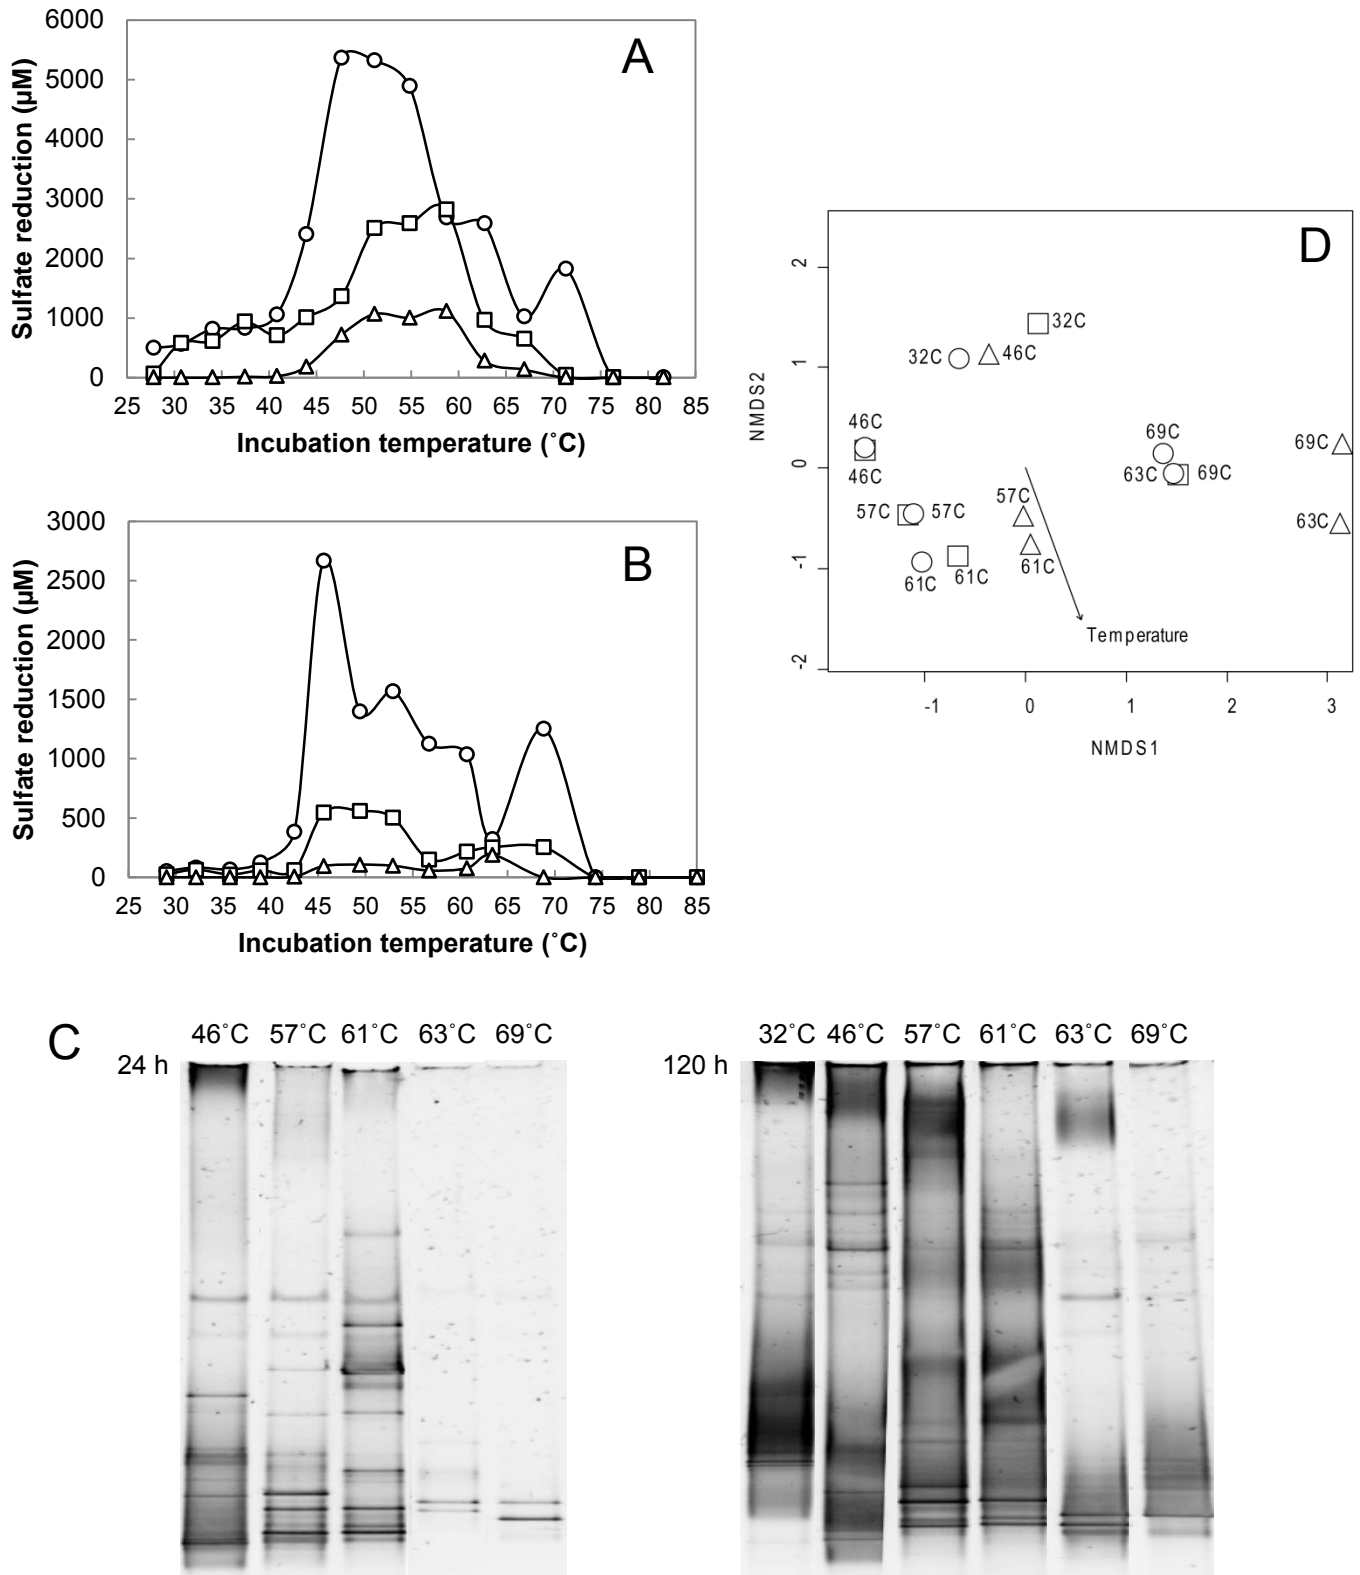 A
Sulfate reduction (µM)
6000
5000
4000
3000
2000
1000
0
25 30 35 40 45 50 55 60 65 70 75 80 85
Incubation temperature (˚C)
B
Sulfate reduction (µM)
3000
2500
2000
1500
1000
500
0
25 30 35 40 45 50 55 60 65 70 75 80 85
Incubation temperature (˚C)
D
NMDS2
2
1
0
-1
-2
32C
32C
46C
46C
46C
69C
69C
63C
69C
63C
57C
57C
57C
61C
61C
61C
Temperature
-1 0 1 2 3
NMDS1
C
46˚C 57˚C 61˚C 63˚C 69˚C
24 h
32˚C 46˚C 57˚C 61˚C 63˚C 69˚C
120 h